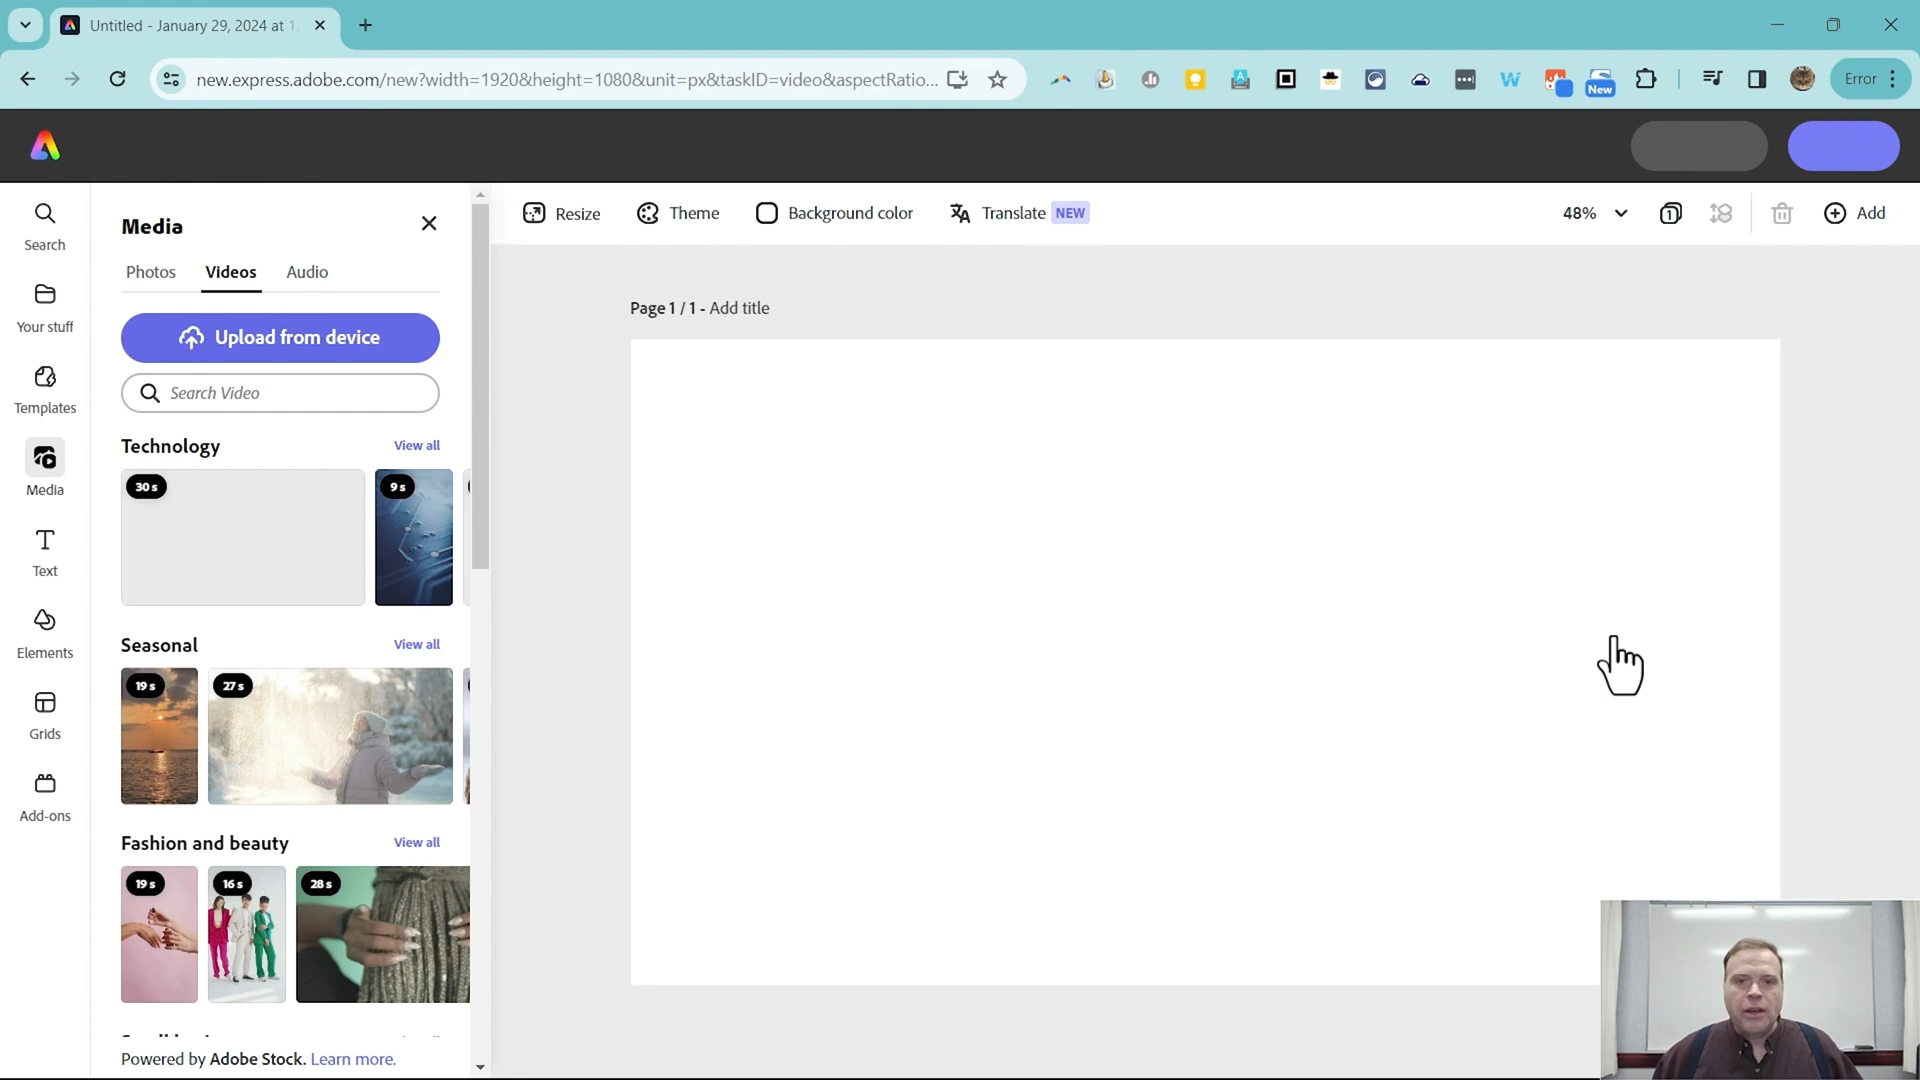 Untitled - January 29, 2024 at 1
new.express.adobe.com/new?width=1920&height=1080&unit=px&taskID=video&aspectRatio...
New
Error
Search
Your stuff
Templates
Media
Text
Elements
Grids
Add-ons
Media
Photos
Videos
Audio
Upload from device
Search Video
Technology
View all
30 s
9 s
Seasonal
View all
19 s
27 s
Fashion and beauty
View all
19 s
16 s
28 s
Powered by Adobe Stock. Learn more.
Resize
Theme
Background color
Translate NEW
48%
1
Add
Page 1 / 1 - Add title